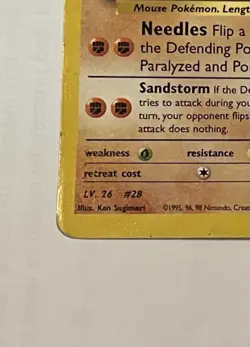 Mouse Pokémon. Lengt
Needles Flip a
the Defending Po
Paralyzed and Po
Sandstorm If the De
tries to attack during you
turn, your opponent flips
attack does nothing.
weakness resistance
retreat cost
LV. 26 #28
Illus. Ken Sugimori ©1995, 96, 98 Nintendo, Creat